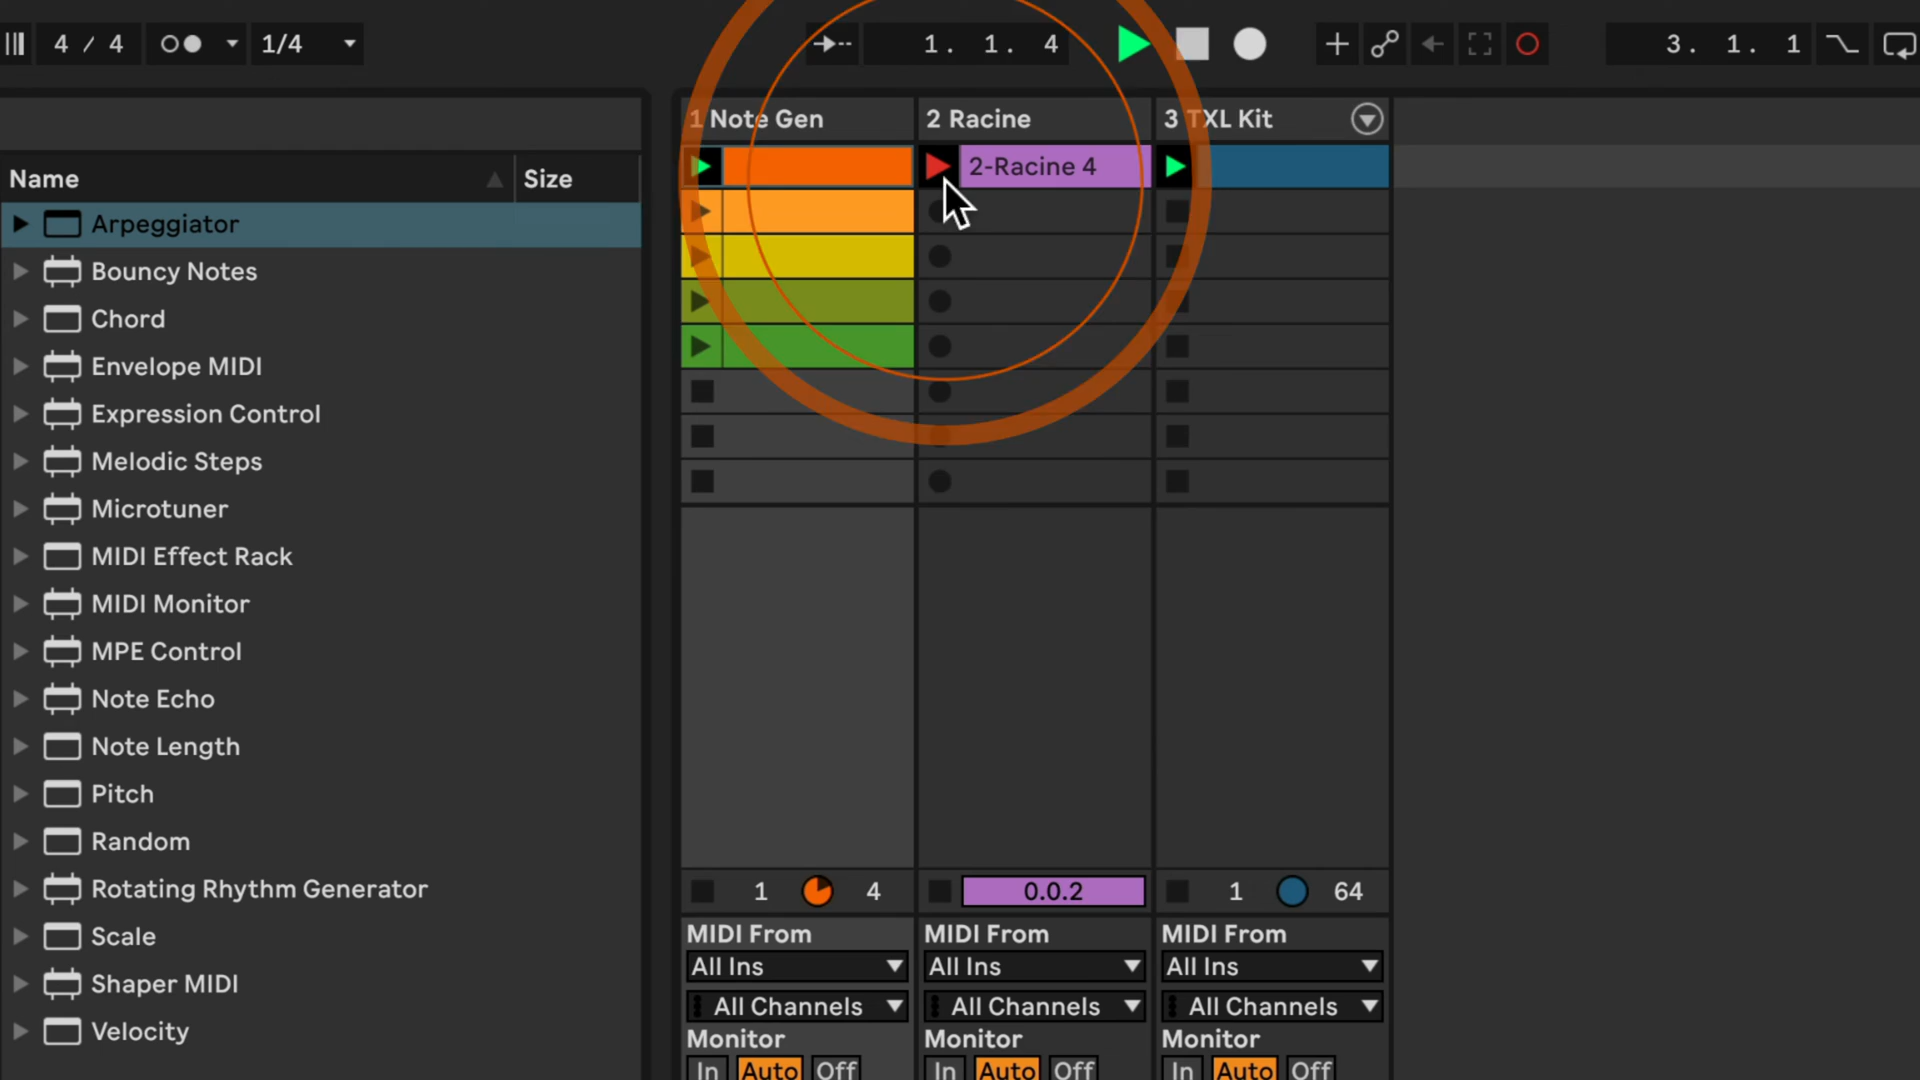 4 / 4
1/4
1. 1. 4
3. 1. 1
Name
Size
Arpeggiator
Bouncy Notes
Chord
Envelope MIDI
Expression Control
Melodic Steps
Microtuner
MIDI Effect Rack
MIDI Monitor
MPE Control
Note Echo
Note Length
Pitch
Random
Rotating Rhythm Generator
Scale
Shaper MIDI
Velocity
1 Note Gen
2 Racine
3 TXL Kit
2-Racine 4
1 4
0.0.2
1 64
MIDI From
MIDI From
MIDI From
All Ins
All Ins
All Ins
All Channels
All Channels
All Channels
Monitor
Monitor
Monitor
In Auto Off
In Auto Off
In Auto Off